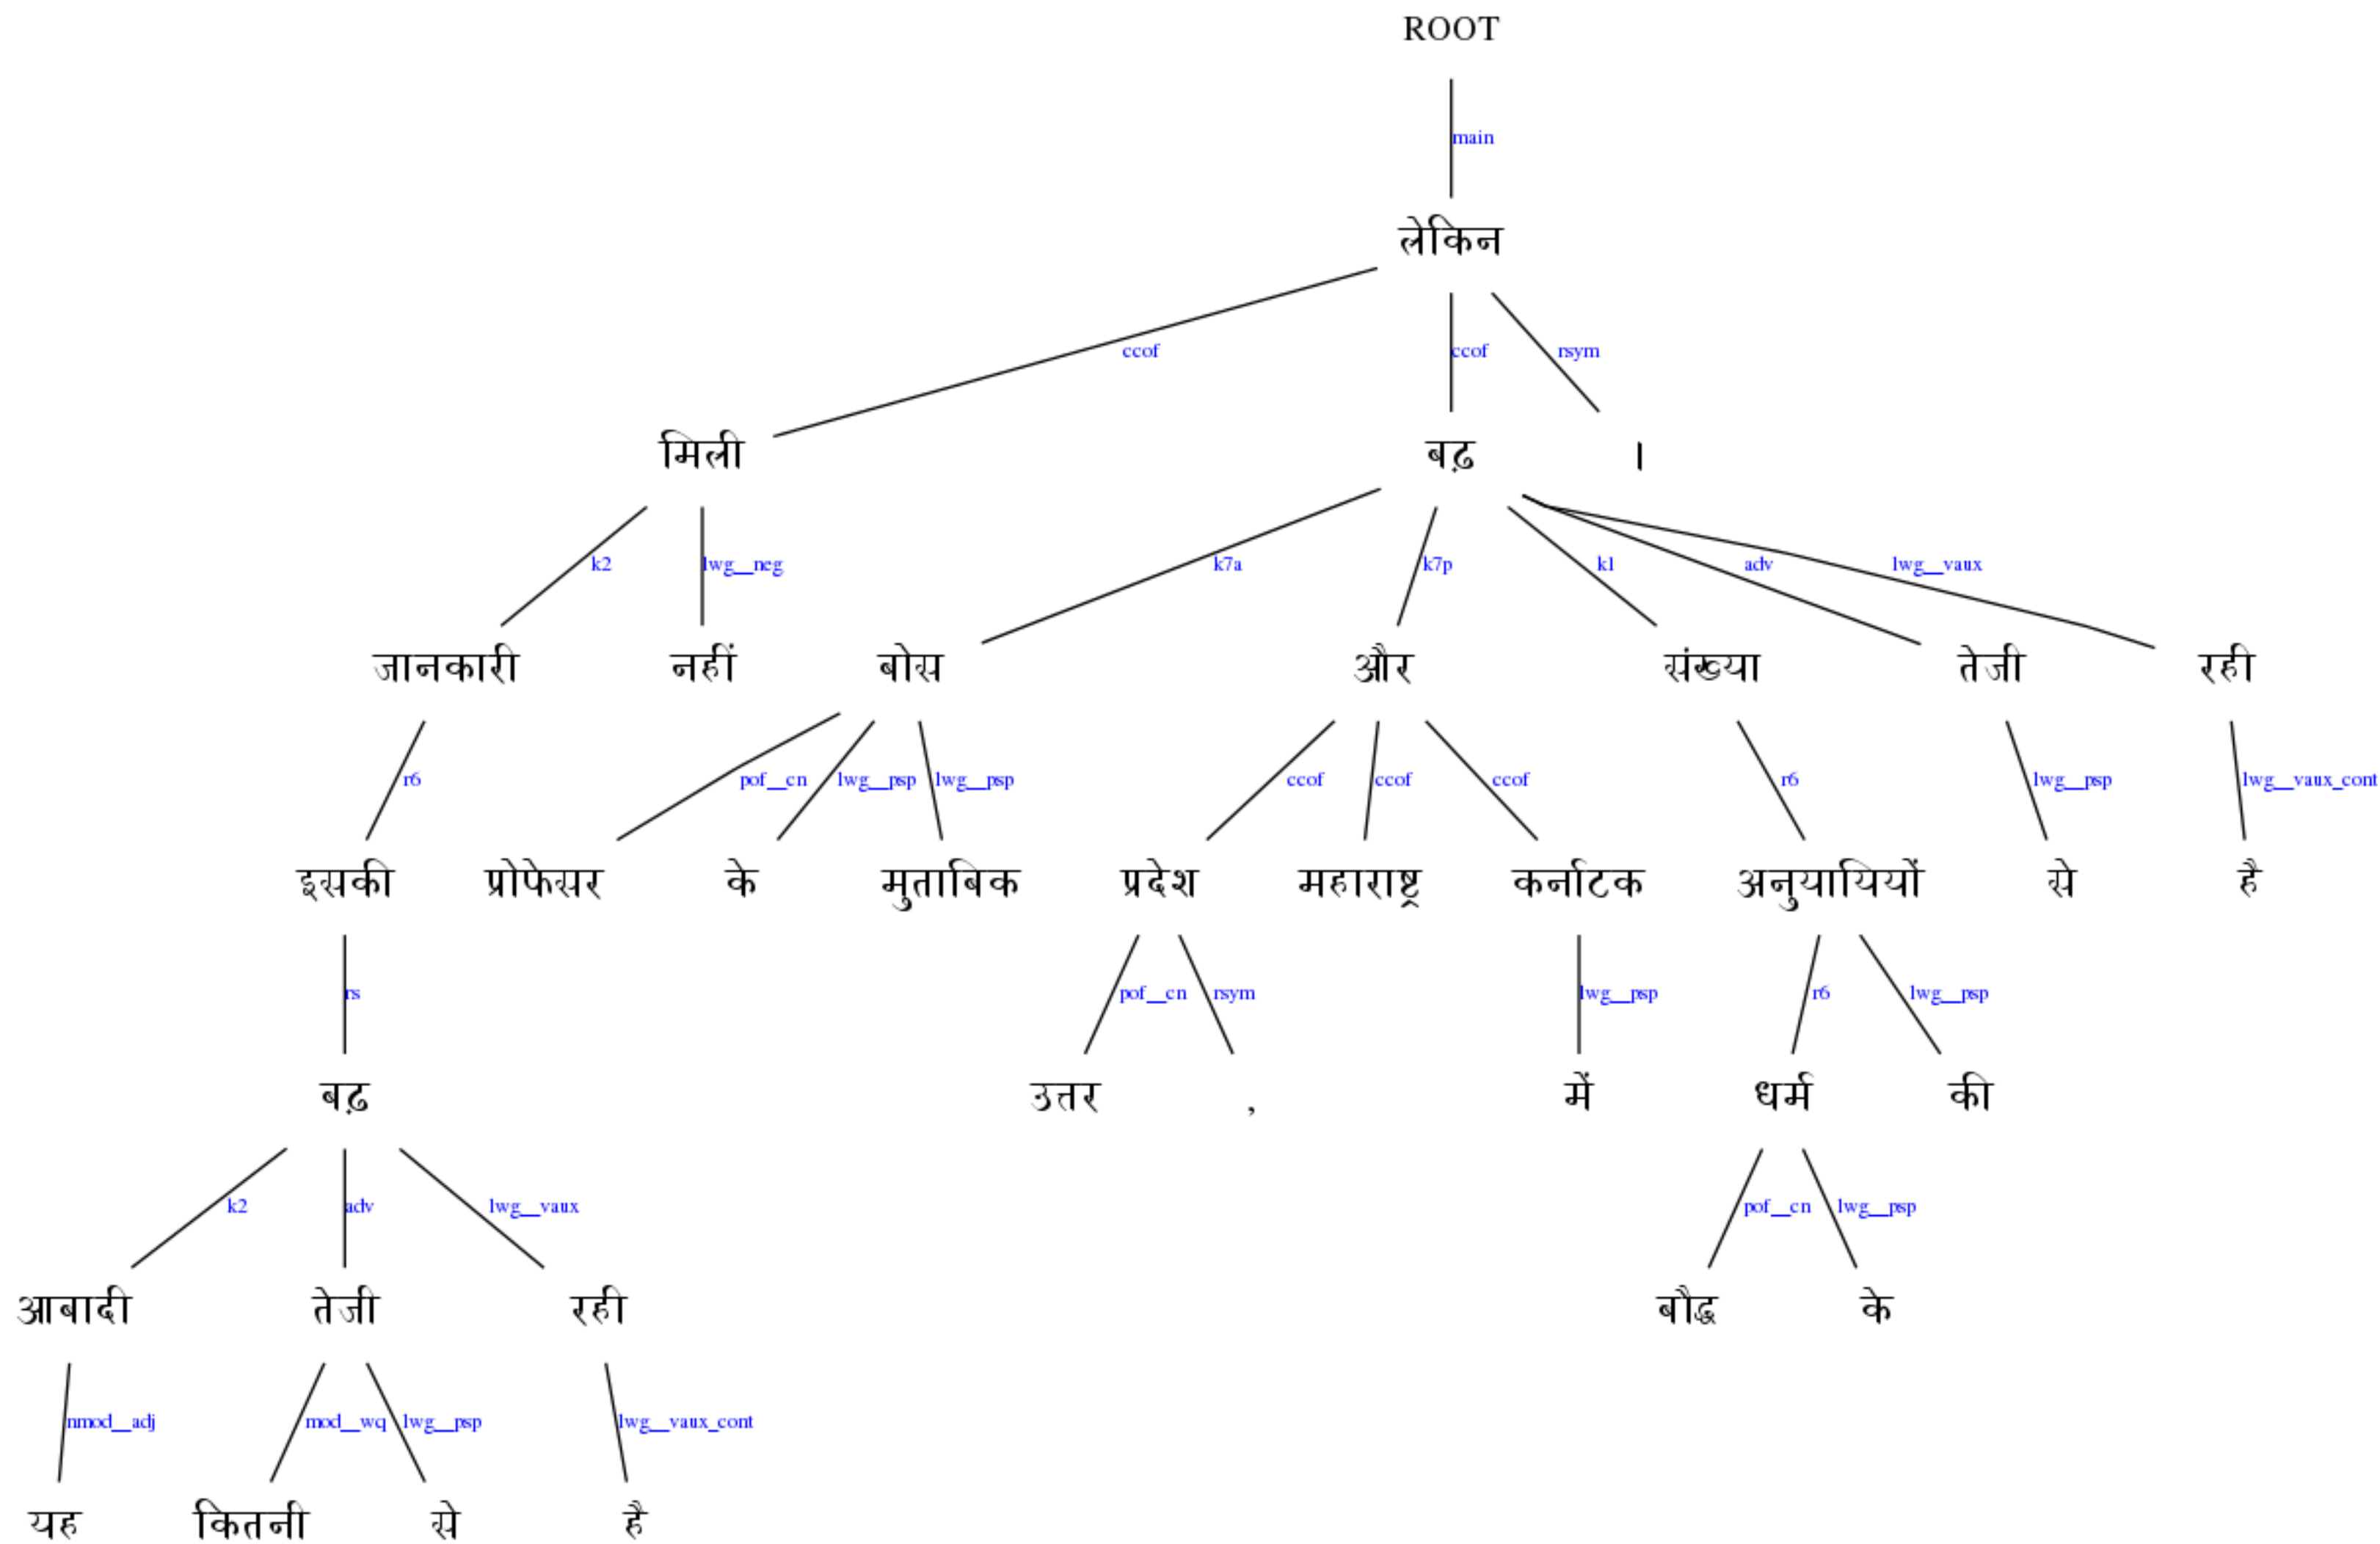 ROOT
main
लेकिन
ccof ccof rsym
मिली बढ़ ।
k2 lwg__neg k7a k7p k1 adv lwg__vaux
जानकारी नहीं बोस और संख्या तेजी रही
r6 pof__cn lwg__psp lwg__psp ccof ccof ccof r6 lwg__psp lwg__vaux_cont
इसकी प्रोफेसर के मुताबिक प्रदेश महाराष्ट्र कर्नाटक अनुयायियों से है
rs pof__cn rsym lwg__psp r6 lwg__psp
बढ़ उत्तर , में धर्म की
k2 adv lwg__vaux pof__cn lwg__psp
आबादी तेजी रही बौद्ध के
nmod__adj mod__wq lwg__psp lwg__vaux_cont
यह कितनी से है